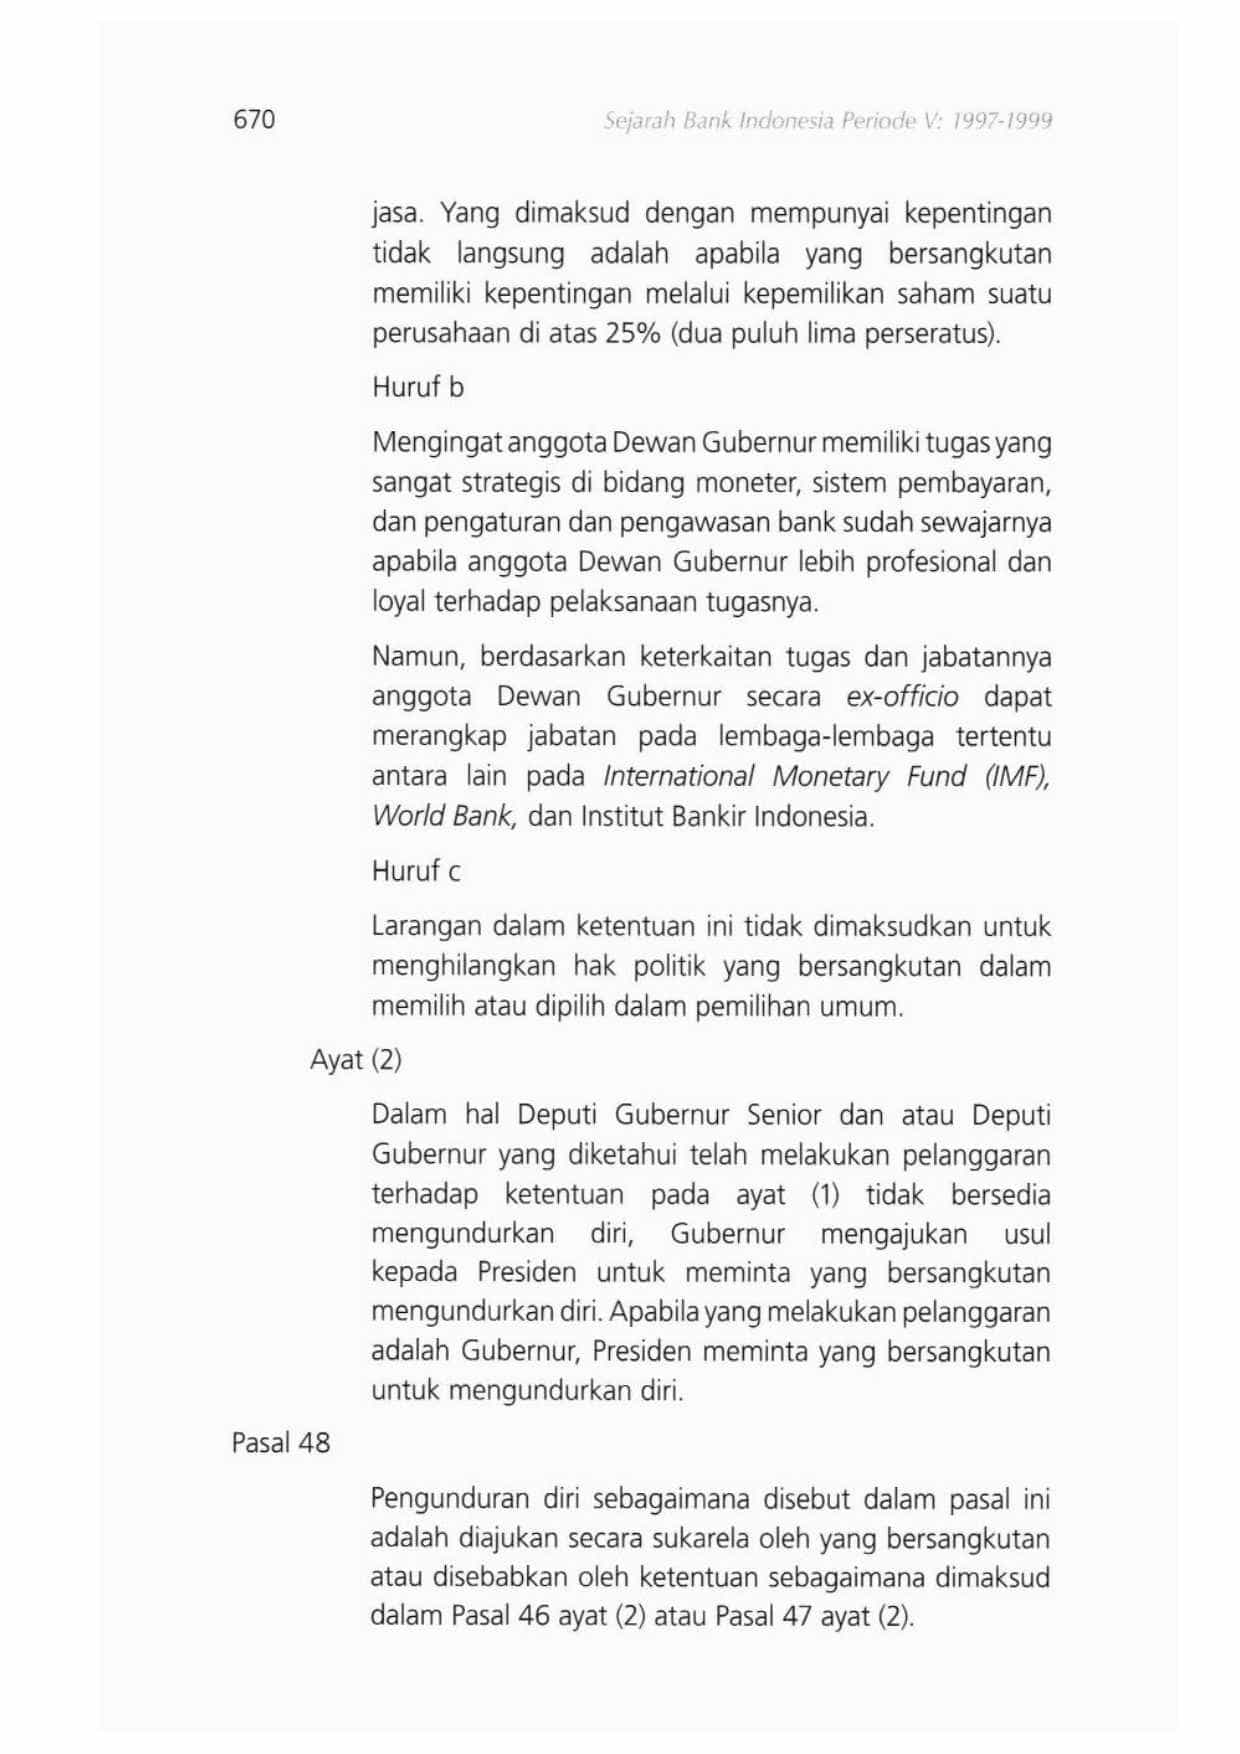 670
Sejarah Bank Indonesia Periode V: 1997-1999
jasa. Yang dimaksud dengan mempunyai kepentingan
tidak langsung adalah apabila yang bersangkutan
memiliki kepentingan melalui kepemilikan saham suatu
perusahaan di atas 25% (dua puluh lima perseratus).
Huruf b
Mengingat anggota Dewan Gubernur memiliki tugas yang
sangat strategis di bidang moneter, sistem pembayaran,
dan pengaturan dan pengawasan bank sudah sewajarnya
apabila anggota Dewan Gubernur lebih profesional dan
loyal terhadap pelaksanaan tugasnya.
Namun, berdasarkan keterkaitan tugas dan jabatannya
anggota Dewan Gubernur secara ex-officio dapat
merangkap jabatan pada lembaga-lembaga tertentu
antara lain pada International Monetary Fund (IMF),
World Bank, dan Institut Bankir Indonesia.
Huruf c
Larangan dalam ketentuan ini tidak dimaksudkan untuk
menghilangkan hak politik yang bersangkutan dalam
memilih atau dipilih dalam pemilihan umum.
Ayat (2)
Dalam hal Deputi Gubernur Senior dan atau Deputi
Gubernur yang diketahui telah melakukan pelanggaran
terhadap ketentuan pada ayat (1) tidak bersedia
mengundurkan diri, Gubernur mengajukan usul
kepada Presiden untuk meminta yang bersangkutan
mengundurkan diri. Apabila yang melakukan pelanggaran
adalah Gubernur, Presiden meminta yang bersangkutan
untuk mengundurkan diri.
Pasal 48
Pengunduran diri sebagaimana disebut dalam pasal ini
adalah diajukan secara sukarela oleh yang bersangkutan
atau disebabkan oleh ketentuan sebagaimana dimaksud
dalam Pasal 46 ayat (2) atau Pasal 47 ayat (2).